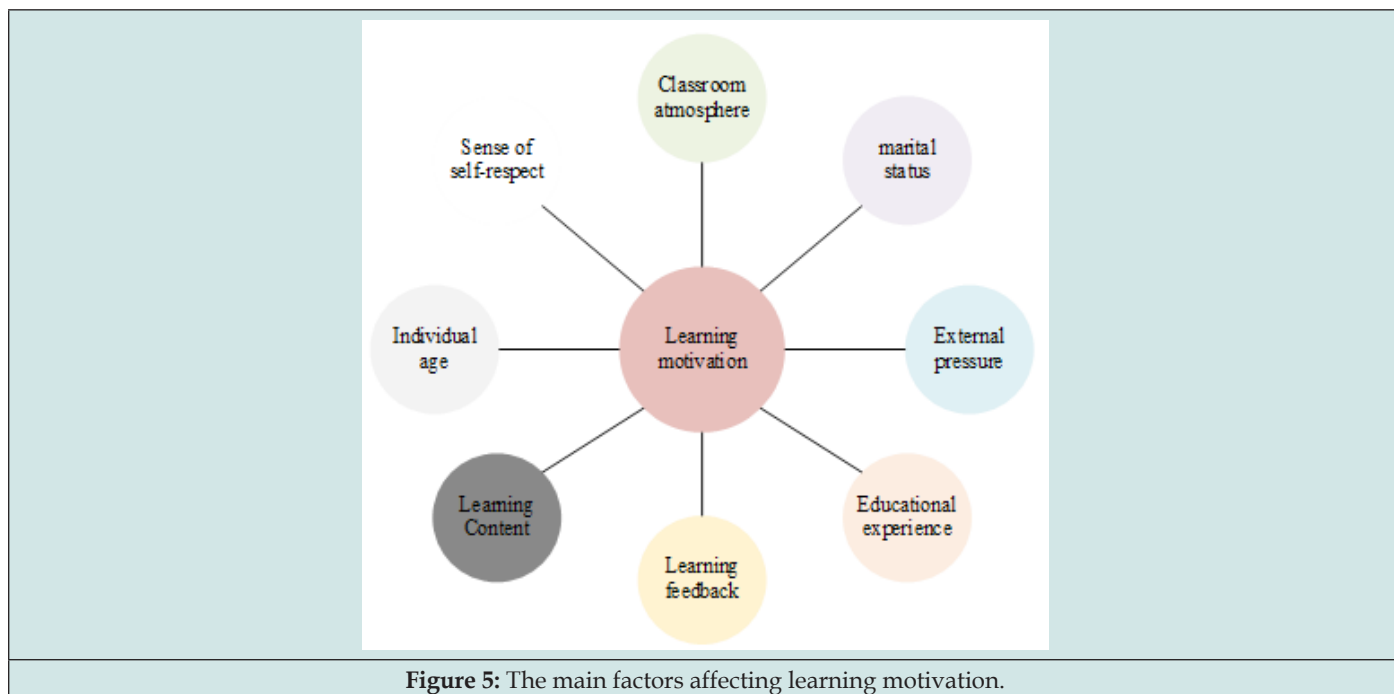 Classroom
atmosphere
Sense of
self-respect
marital
status
Individual
age
Learning
motivation
External
pressure
Learning
Content
Educational
experience
Learning
feedback
Figure 5: The main factors affecting learning motivation.